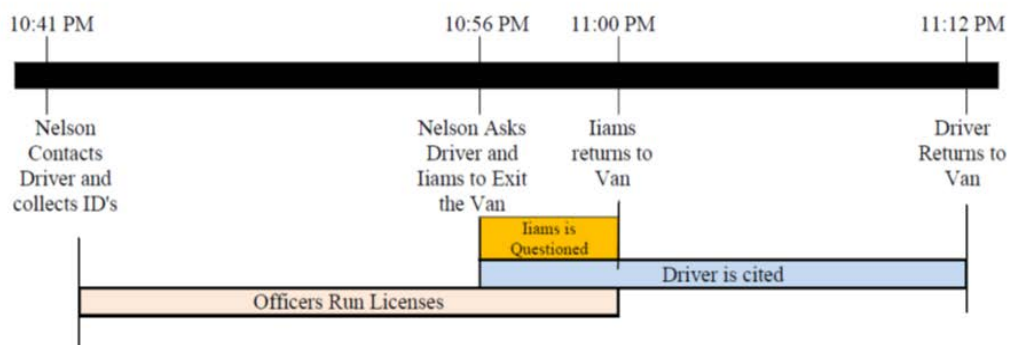 10:41 PM
10:56 PM
11:00 PM
11:12 PM
Nelson
Contacts
Driver and
collects ID's
Nelson Asks
Driver and
Iiams to Exit
the Van
Iiams
returns to
Van
Driver
Returns to
Van
Iiams is
Questioned
Driver is cited
Officers Run Licenses